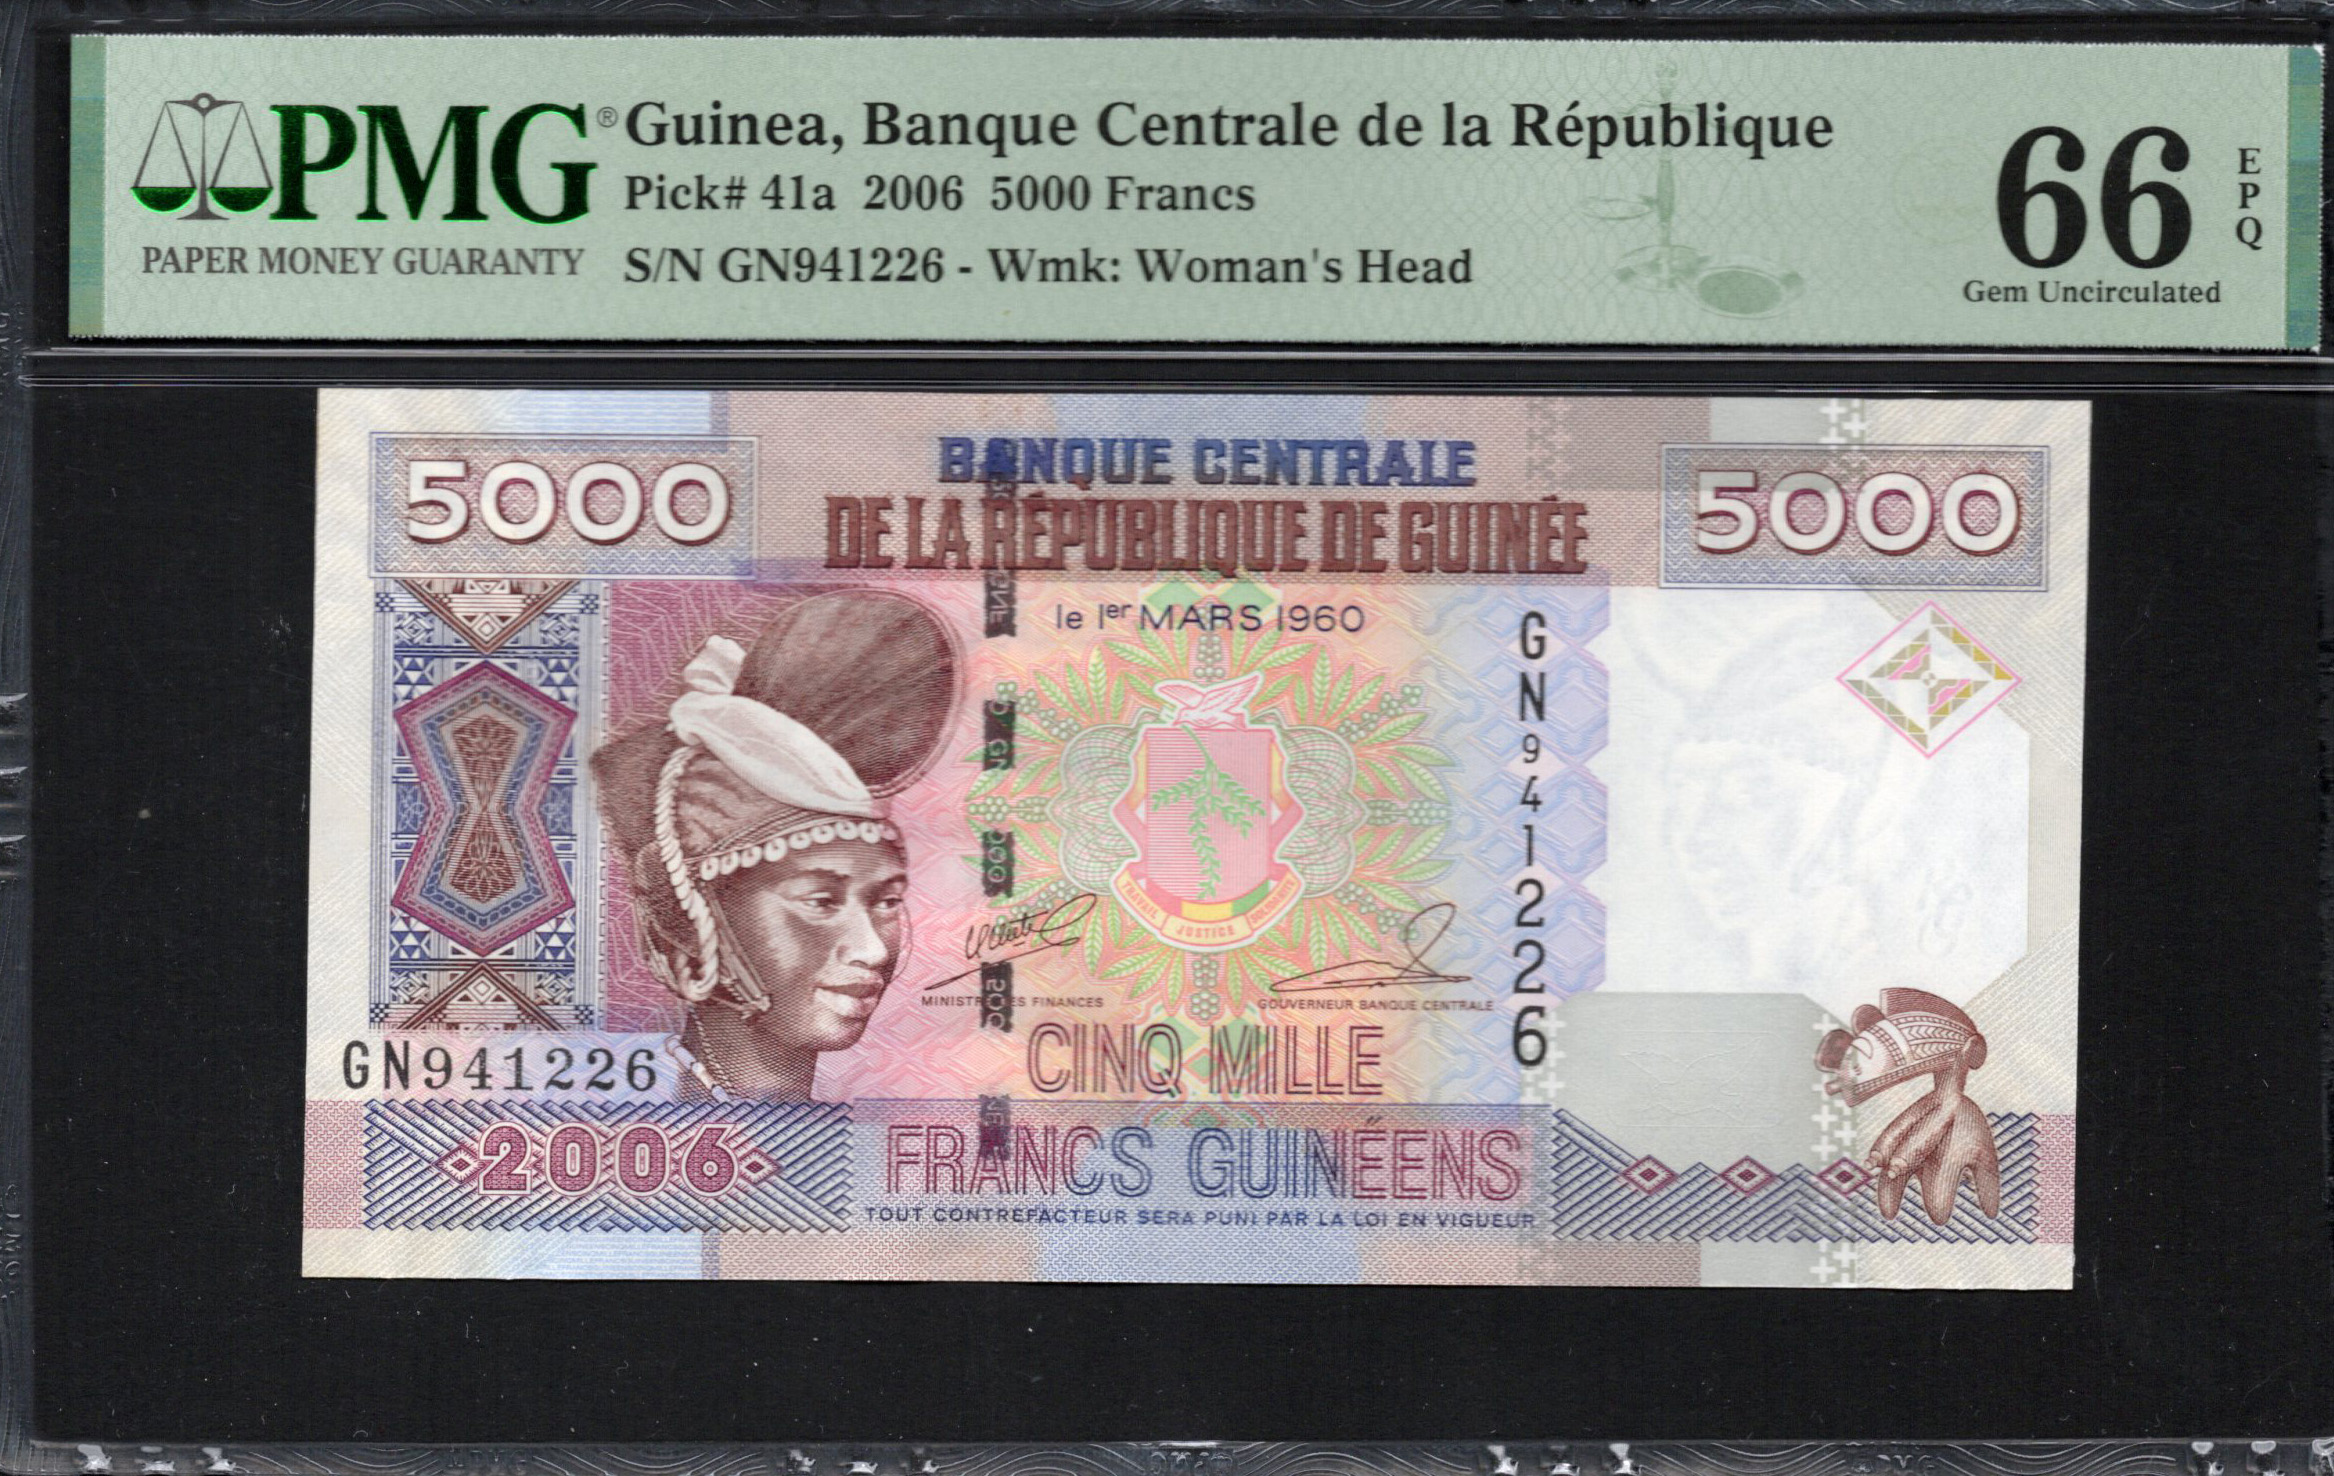 PMG®
PAPER MONEY GUARANTY
Guinea, Banque Centrale de la République
Pick# 41a 2006 5000 Francs
S/N GN941226 - Wmk: Woman's Head
66
EPQ
Gem Uncirculated
5000
BANQUE CENTRALE
DE LA RÉPUBLIQUE DE GUINÉE
5000
le 1er MARS 1960
GN941226
TRAVAIL JUSTICE SOLIDARITE
MINISTRE DES FINANCES
GOUVERNEUR BANQUE CENTRALE
CINQ MILLE
GN941226
2006
FRANCS GUINÉENS
TOUT CONTREFACTEUR SERA PUNI PAR LA LOI EN VIGUEUR